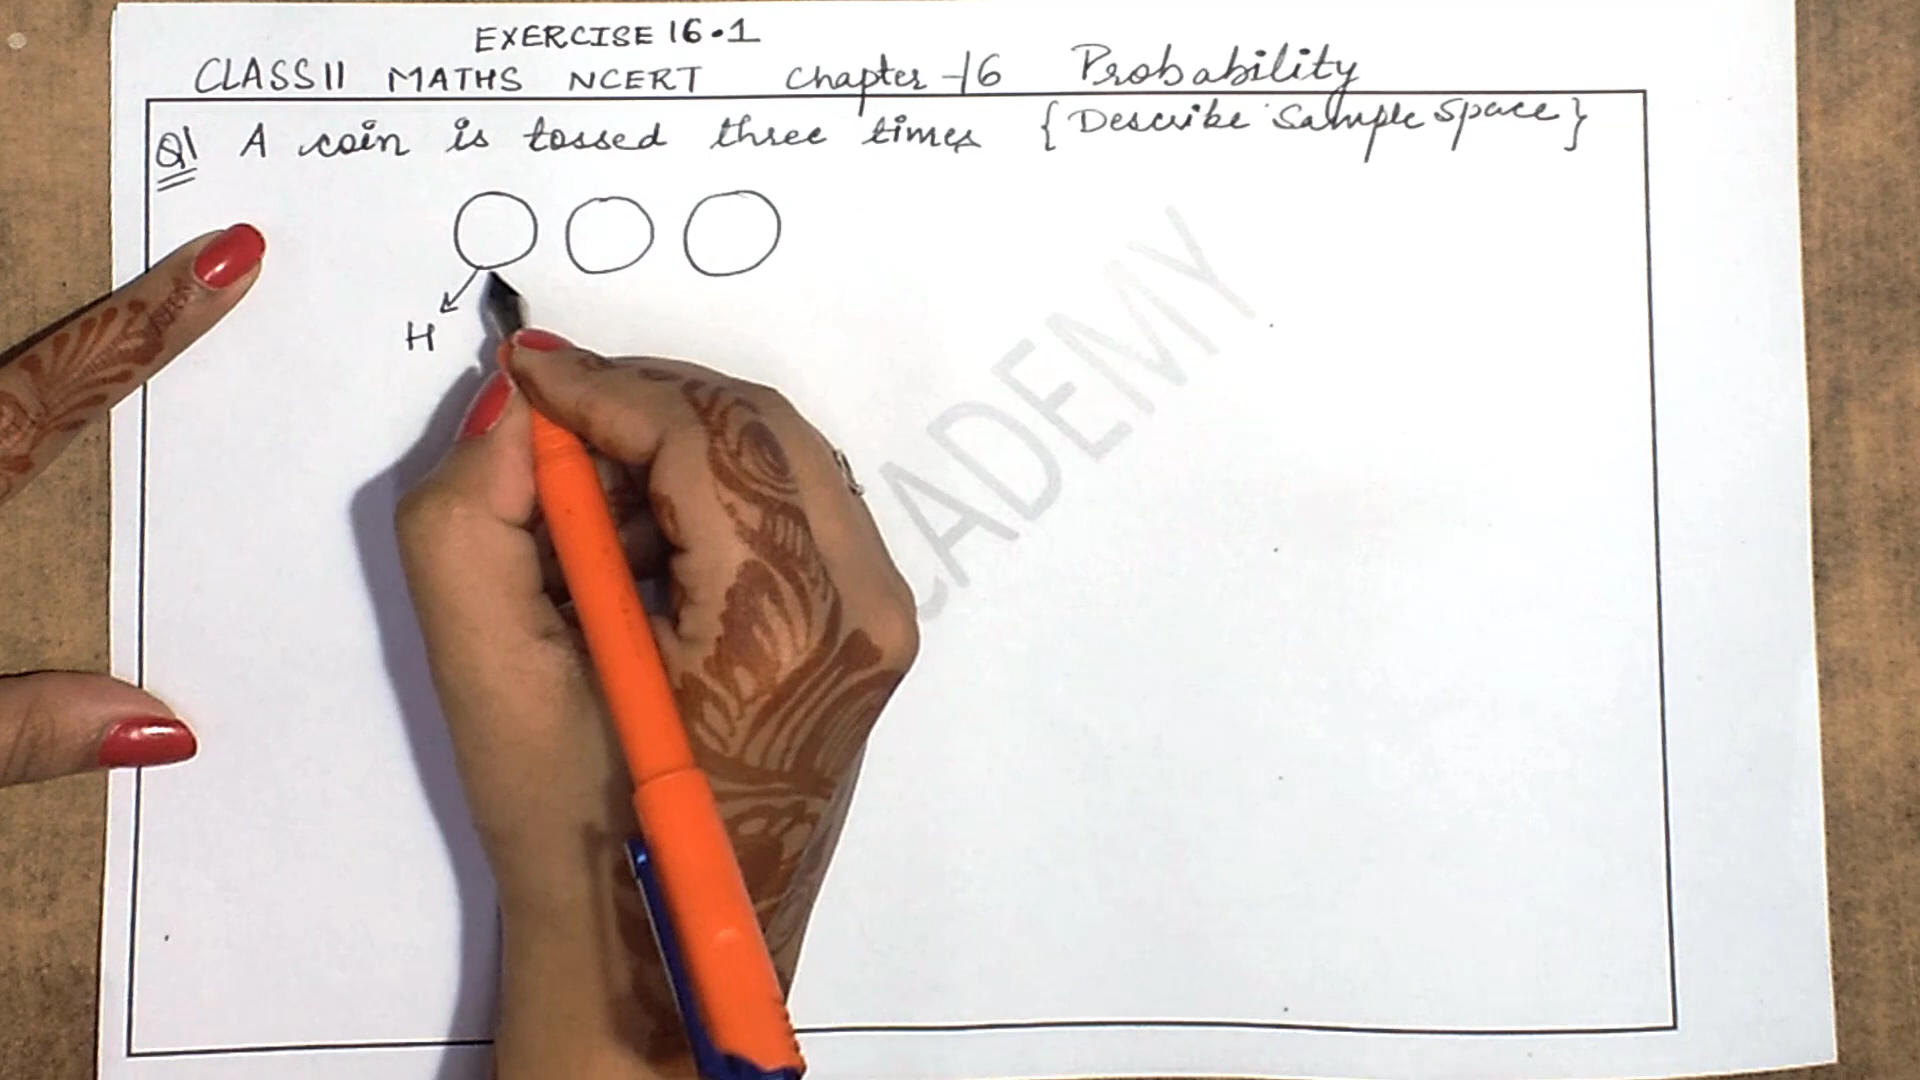 EXERCISE 16.1
CLASS 11 MATHS NCERT Chapter-16 Probability
Q1 A coin is tossed three times {Describe Sample Space}
H
CADEMY